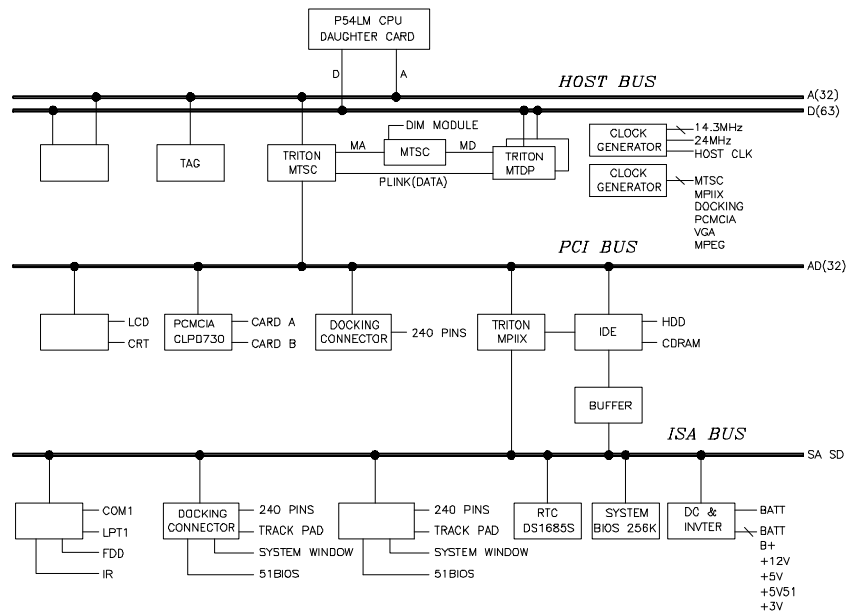 P54LM CPU
DAUGHTER CARD
D
A
HOST BUS
A(32)
D(63)
TAG
TRITON
MTSC
MA
DIM MODULE
MTSC
MD
TRITON
MTDP
PLINK(DATA)
CLOCK
GENERATOR
14.3MHz
24MHz
HOST CLK
CLOCK
GENERATOR
MTSC
MPIIX
DOCKING
PCMCIA
VGA
MPEG
PCI BUS
AD(32)
LCD
CRT
PCMCIA
CLPD730
CARD A
CARD B
DOCKING
CONNECTOR
240 PINS
TRITON
MPIIX
IDE
HDD
CDRAM
BUFFER
ISA BUS
SA SD
COM1
LPT1
FDD
IR
DOCKING
CONNECTOR
240 PINS
TRACK PAD
SYSTEM WINDOW
51BIOS
240 PINS
TRACK PAD
SYSTEM WINDOW
51BIOS
RTC
DS1685S
SYSTEM
BIOS 256K
DC &
INVTER
BATT
BATT
B+
+12V
+5V
+5V51
+3V